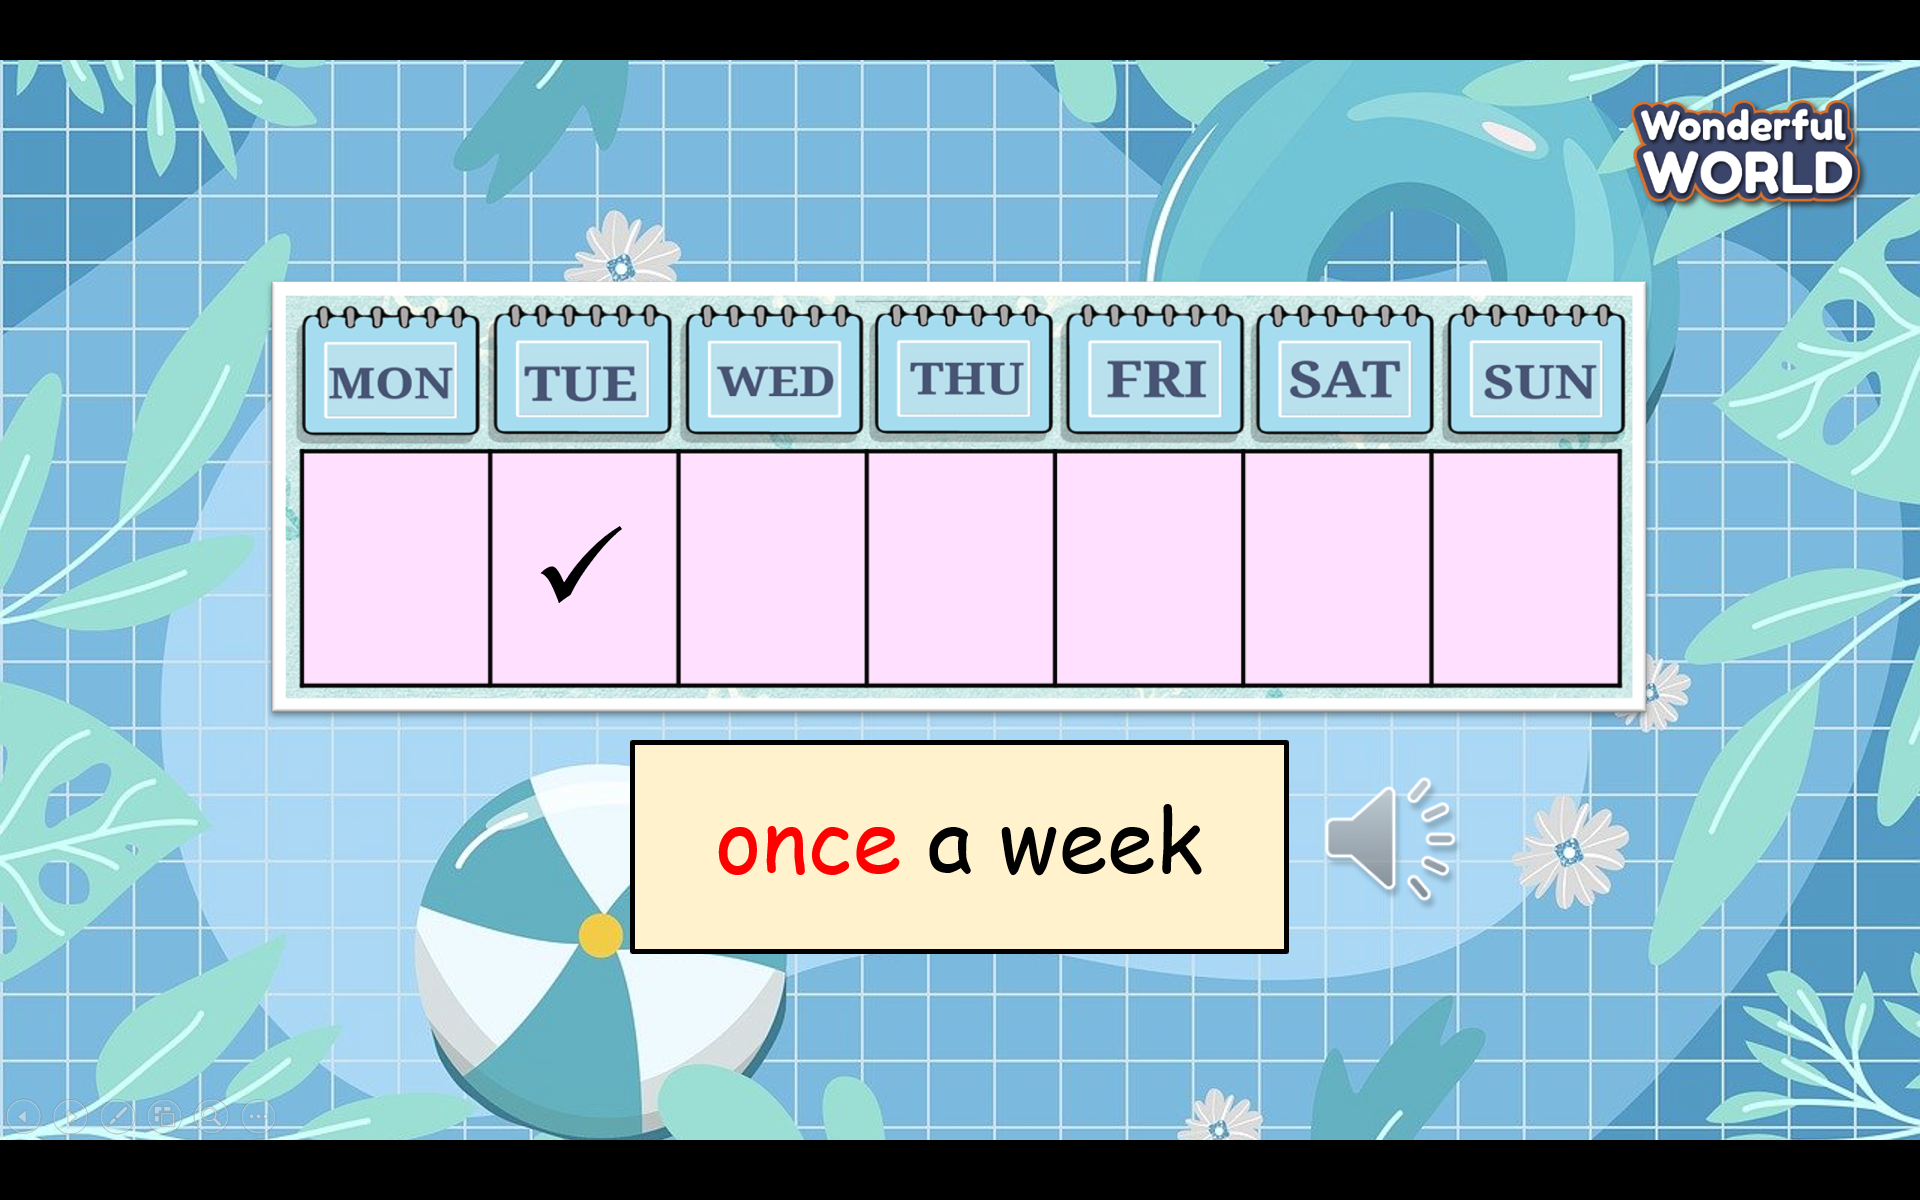 Wonderful
WORLD
MON TUE WED THU FRI SAT SUN
once a week